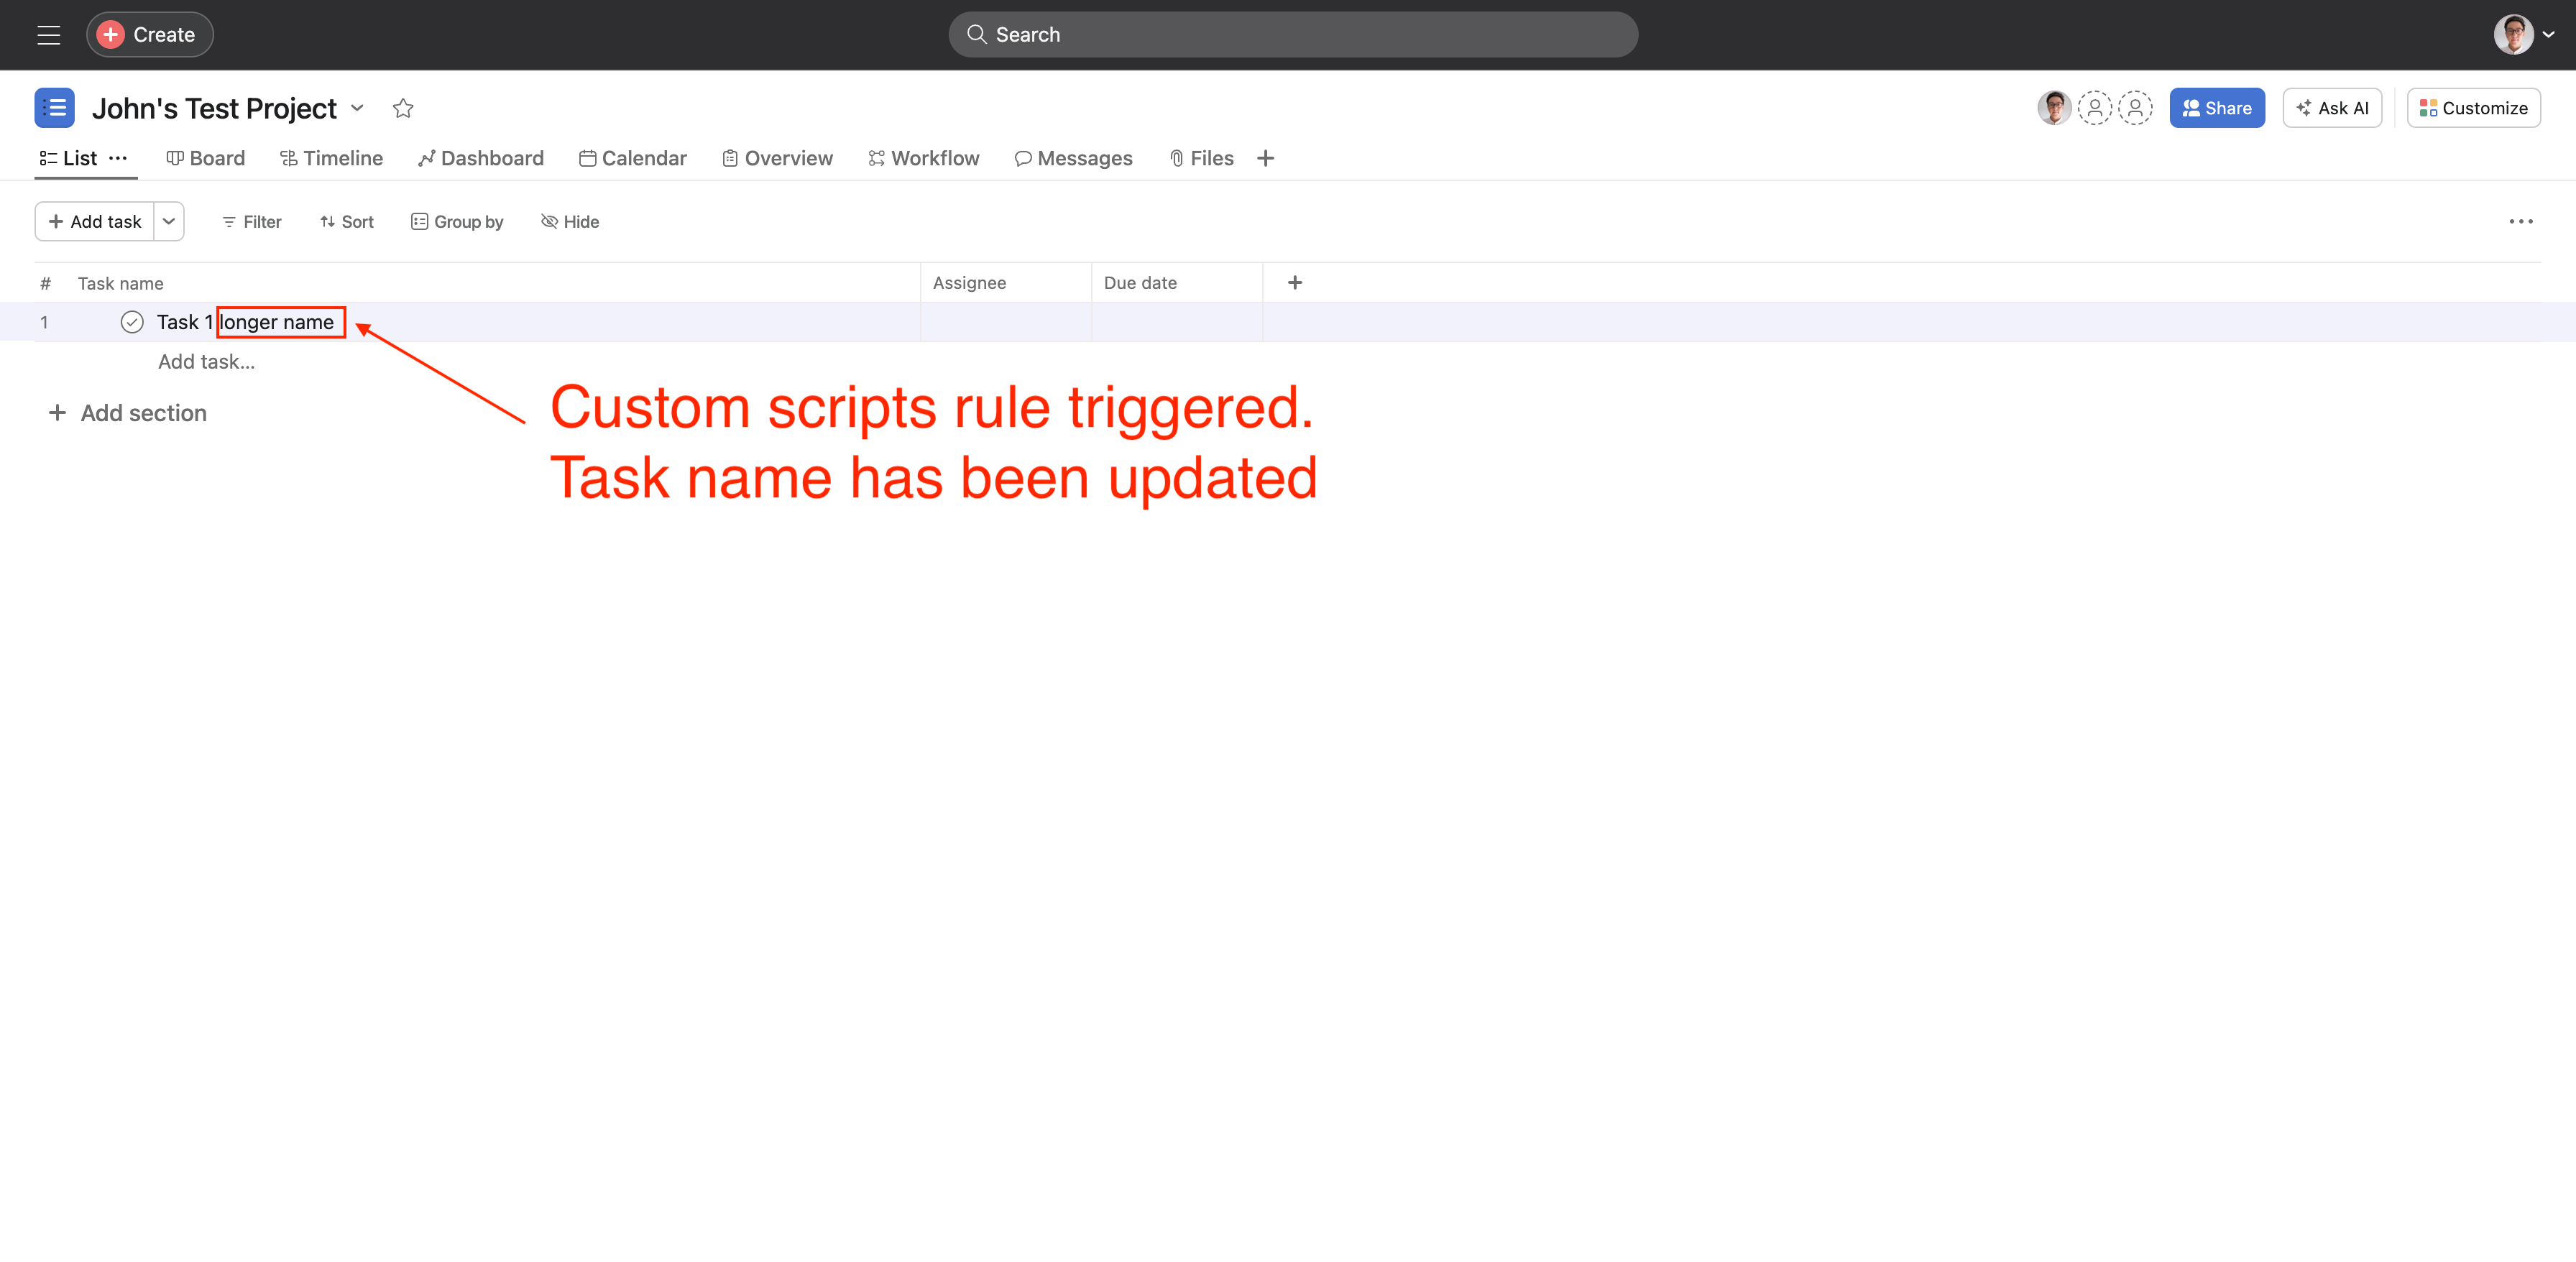 Create
Search
John's Test Project
Share
Ask AI
Customize
List
Board
Timeline
Dashboard
Calendar
Overview
Workflow
Messages
Files
Add task
Filter
Sort
Group by
Hide
# Task name Assignee Due date
1 Task 1 longer name
Add task...
Add section
Custom scripts rule triggered.
Task name has been updated